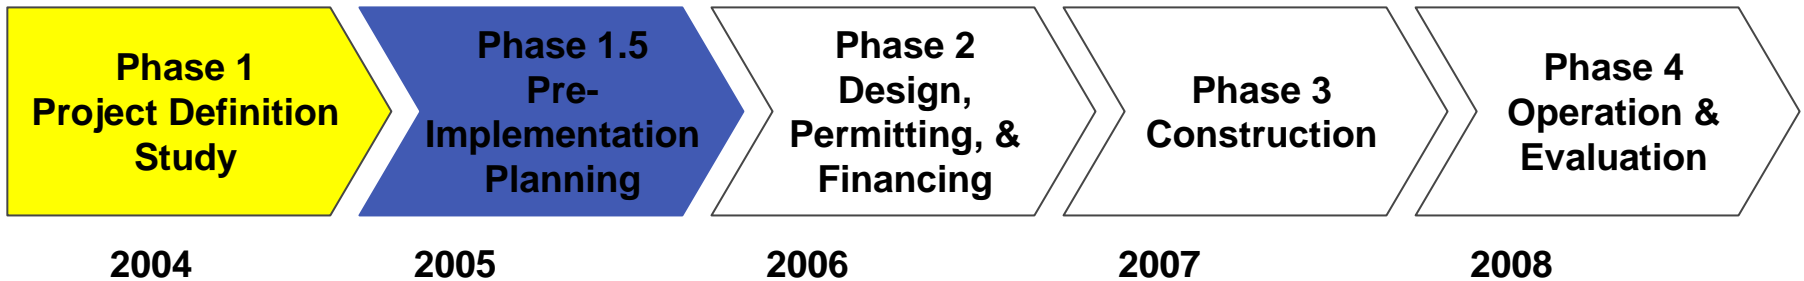 Phase 1
Project Definition
Study
Phase 1.5
Pre-
Implementation
Planning
Phase 2
Design,
Permitting, &
Financing
Phase 3
Construction
Phase 4
Operation &
Evaluation
2004
2005
2006
2007
2008